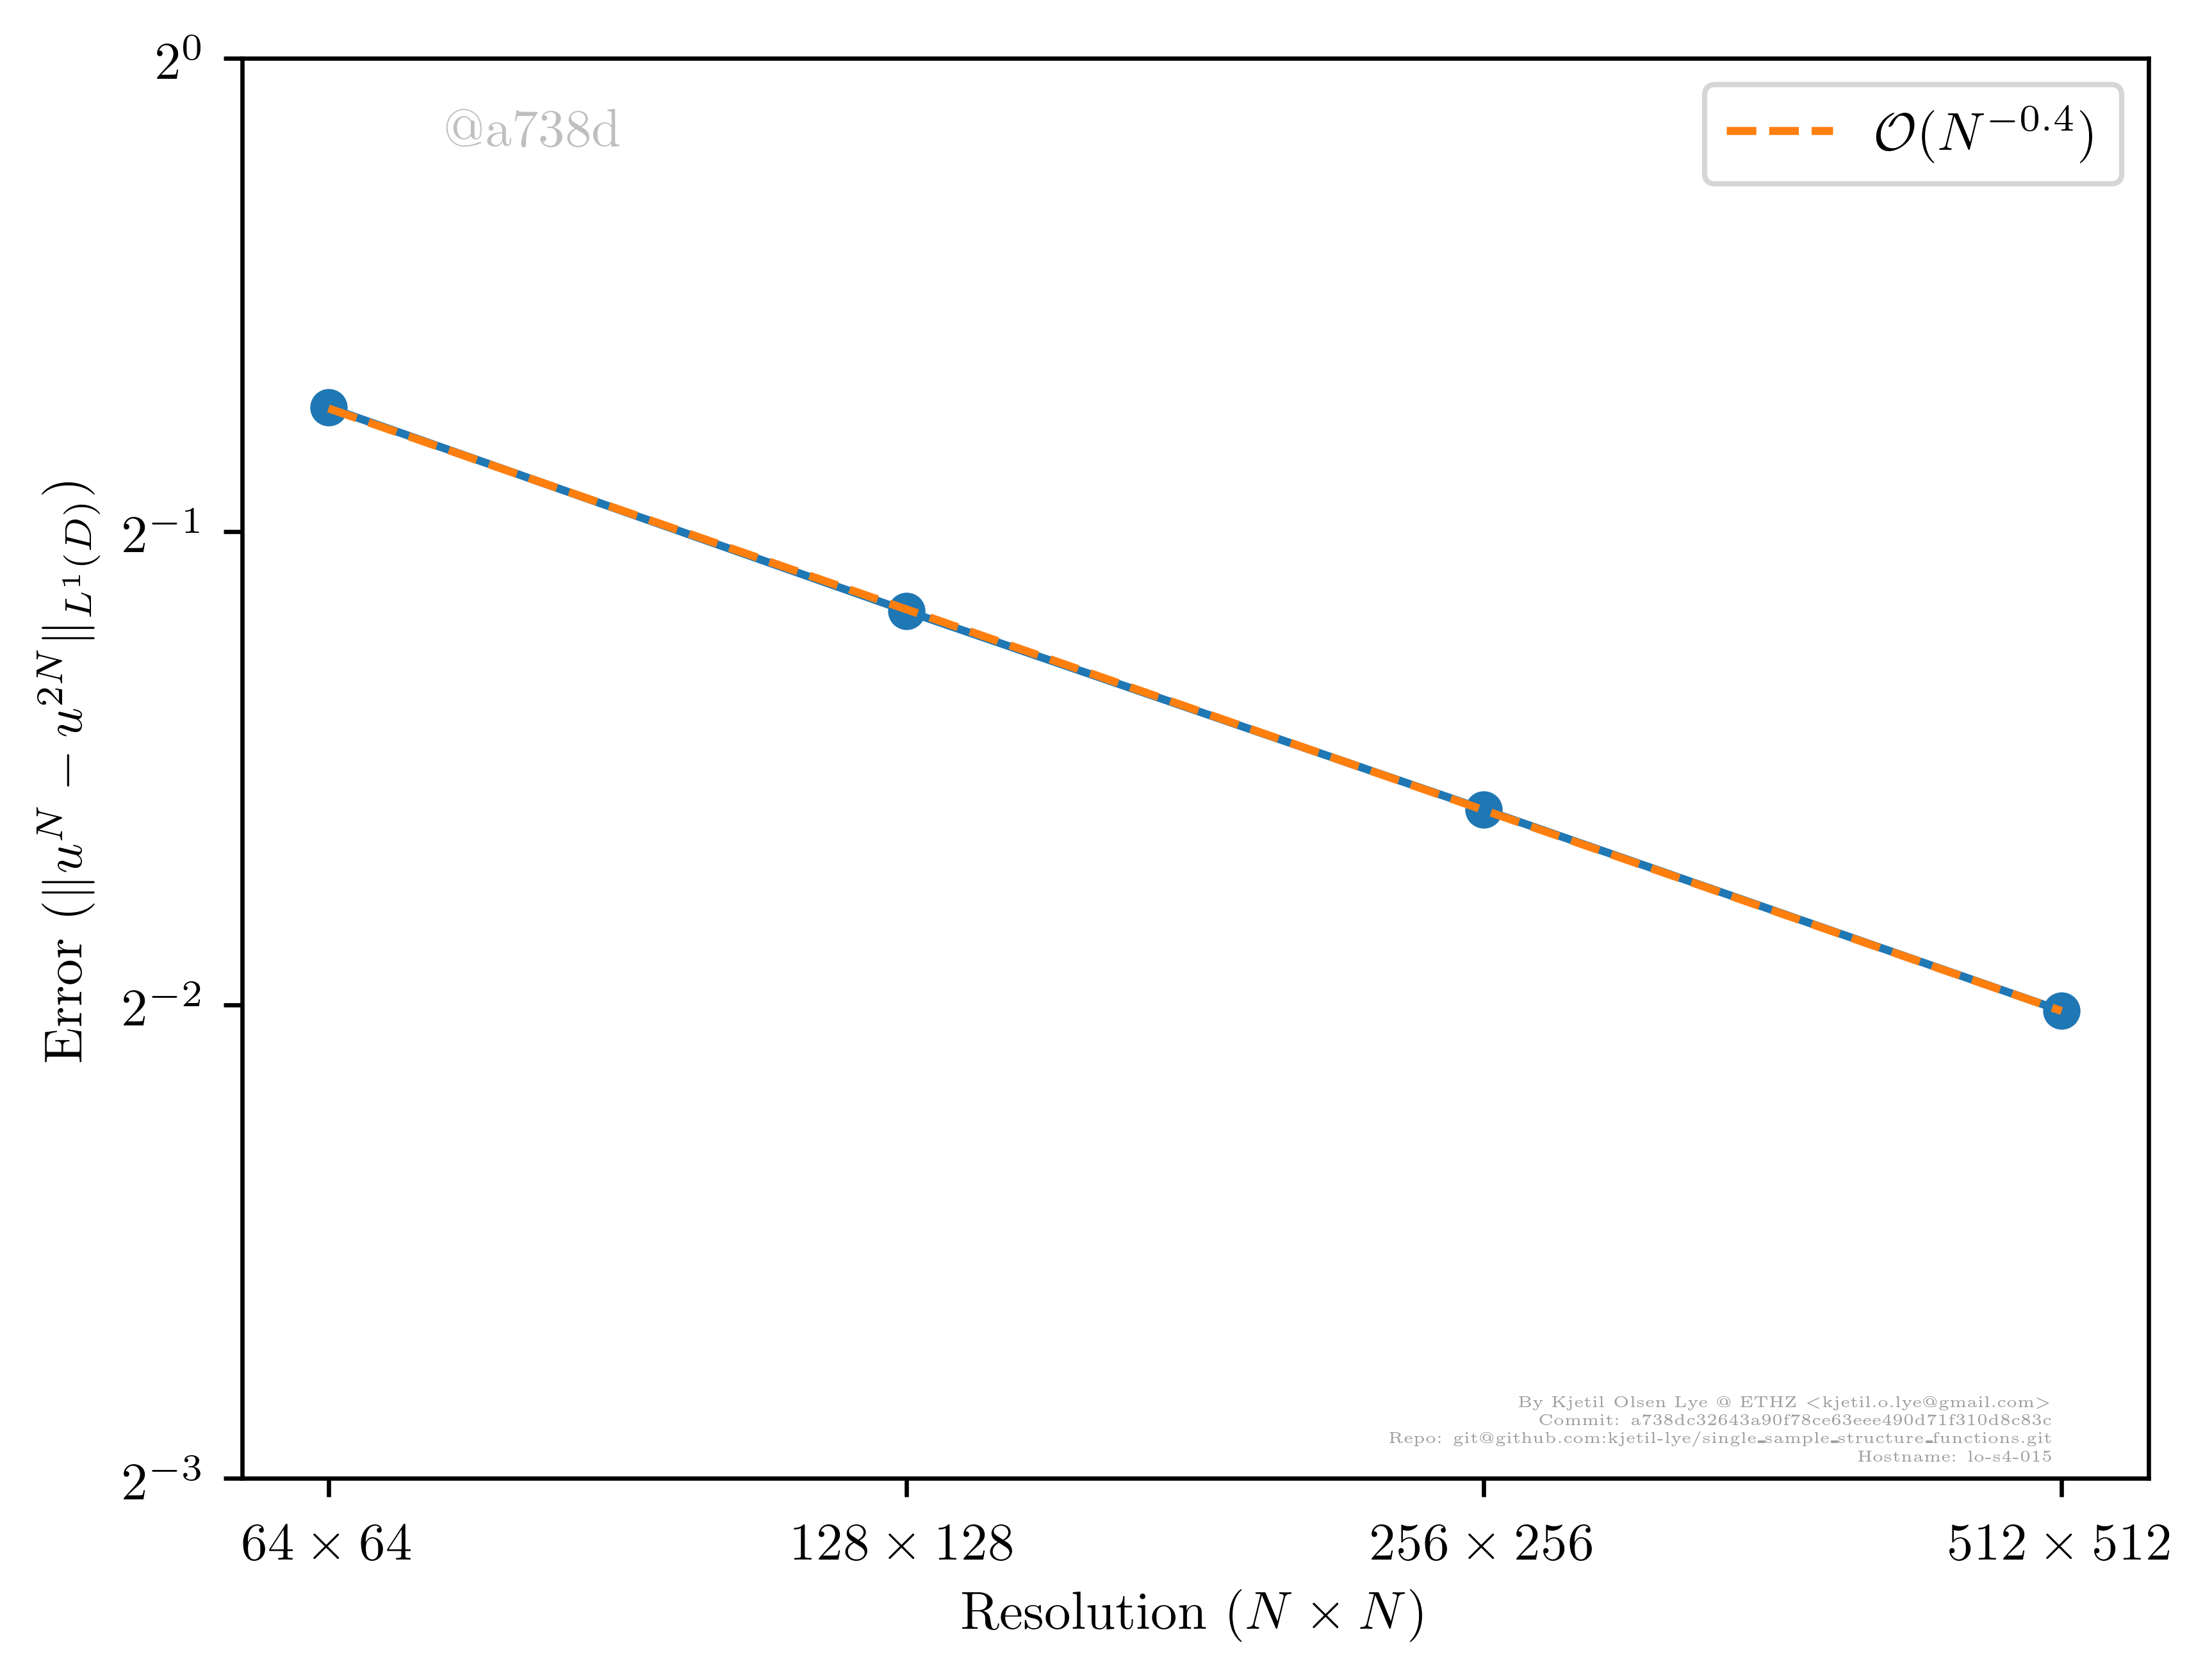 2^0
@a738d
𝒪(N^{−0.4})
2^{−1}
Error (||u^N − u^{2N}||_{L^1(D)})
2^{−2}
By Kjetil Olsen Lye @ ETHZ <kjetil.o.lye@gmail.com>
Commit: a738dc32643a90f78ce63eee490d71f310d8c83c
Repo: git@github.com:kjetil-lye/single_sample_structure_functions.git
Hostname: lo-s4-015
2^{−3}
64 × 64
128 × 128
256 × 256
512 × 512
Resolution (N × N)